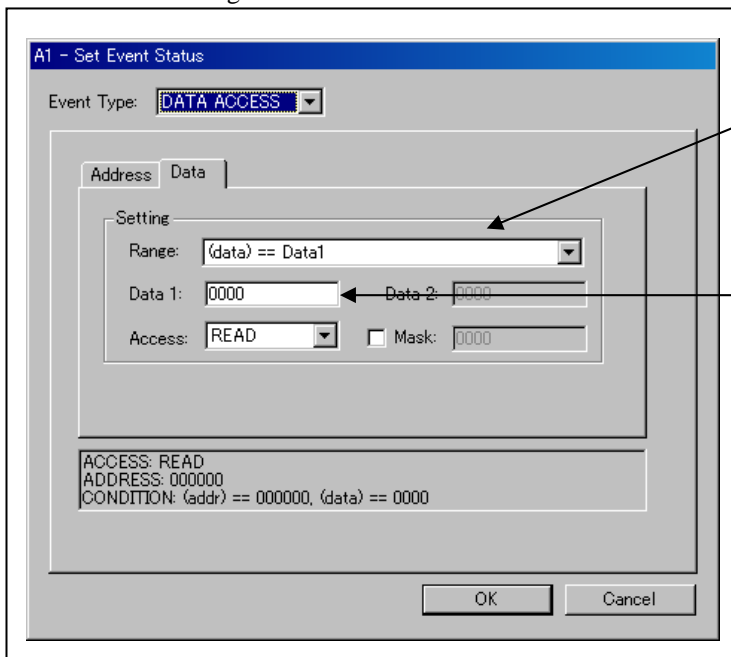 A1 - Set Event Status
Event Type: DATA ACCESS
Address Data
Setting
Range: (data) == Data1
Data 1: 0000 Data 2: 0000
Access: READ Mask: 0000
ACCESS: READ
ADDRESS: 000000
CONDITION: (addr) == 000000, (data) == 0000
OK Cancel